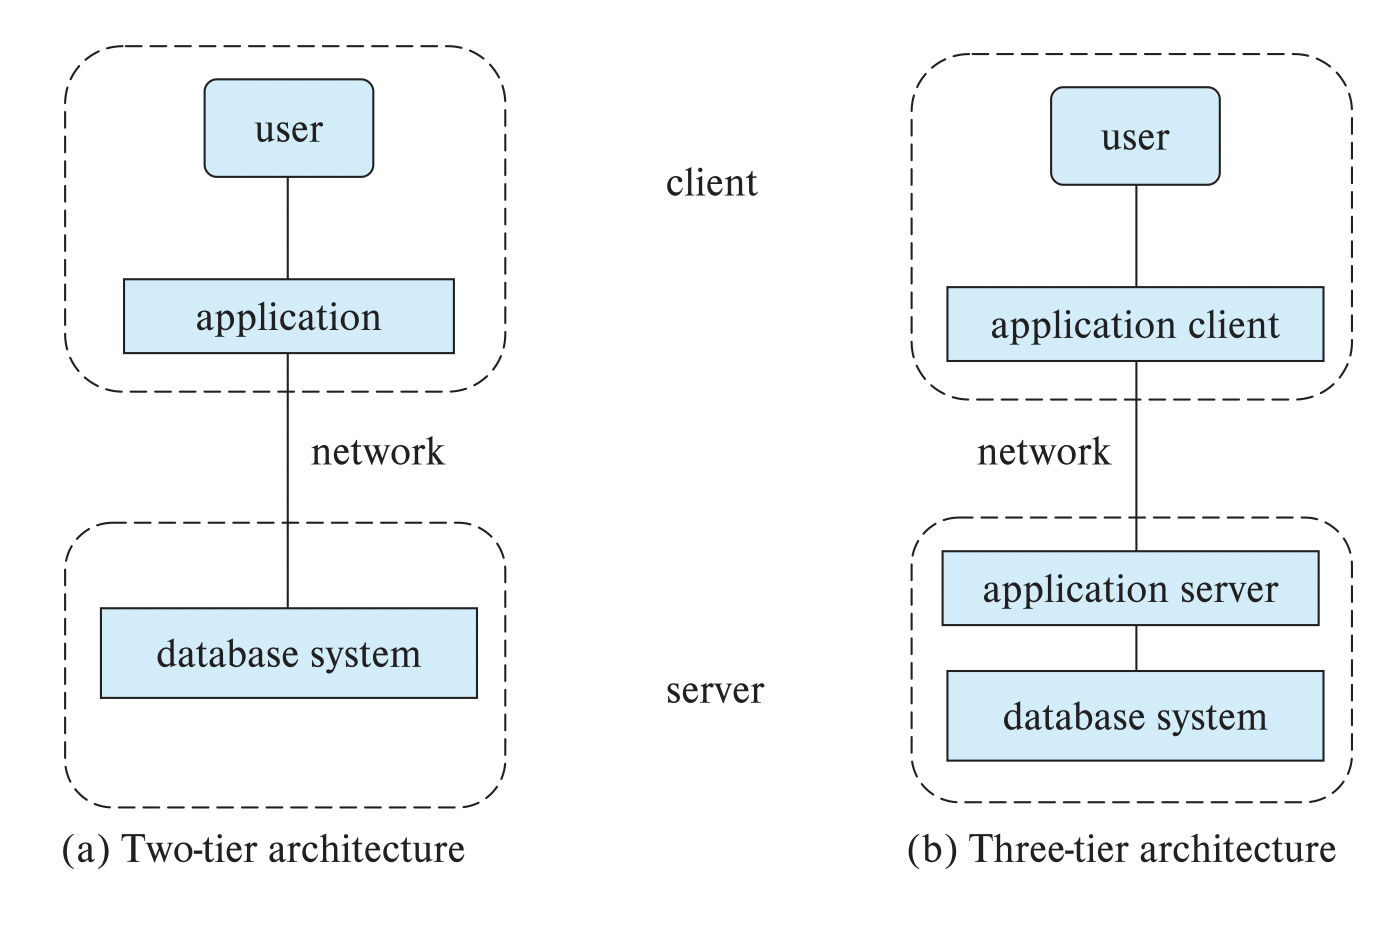 user
application
network
database system
(a) Two-tier architecture
client
server
user
application client
network
application server
database system
(b) Three-tier architecture